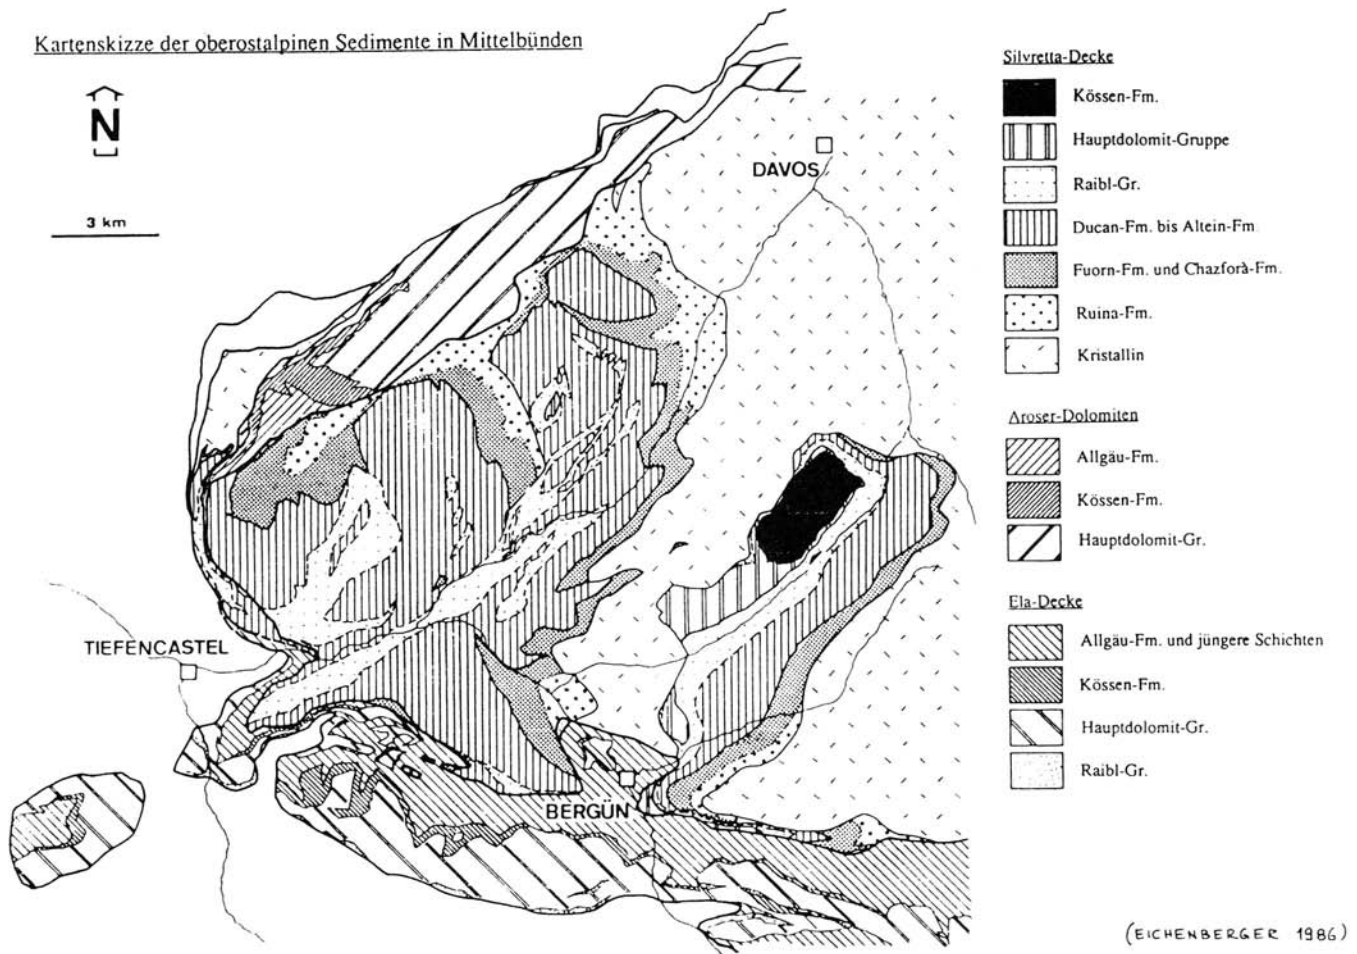 Kartenskizze der oberostalpinen Sedimente in Mittelbünden
N
3 km
DAVOS
TIEFENCASTEL
BERGÜN
Silvretta-Decke
Kössen-Fm.
Hauptdolomit-Gruppe
Raibl-Gr.
Ducan-Fm. bis Altein-Fm
Fuorn-Fm. und Chazforà-Fm.
Ruina-Fm.
Kristallin
Aroser-Dolomiten
Allgäu-Fm.
Kössen-Fm.
Hauptdolomit-Gr.
Ela-Decke
Allgäu-Fm. und jüngere Schichten
Kössen-Fm.
Hauptdolomit-Gr.
Raibl-Gr.
(EICHENBERGER 1986)